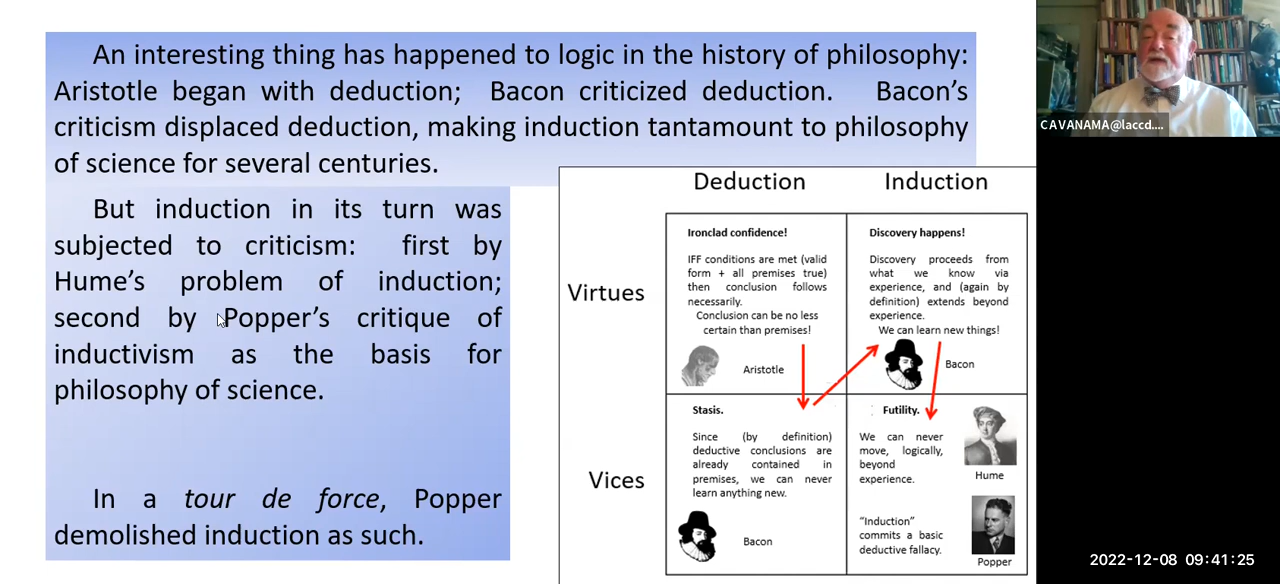 An interesting thing has happened to logic in the history of philosophy:
Aristotle began with deduction; Bacon criticized deduction. Bacon's
criticism displaced deduction, making induction tantamount to philosophy
of science for several centuries.
But induction in its turn was
subjected to criticism: first by
Hume's problem of induction;
second by Popper's critique of
inductivism as the basis for
philosophy of science.
In a tour de force, Popper
demolished induction as such.
Deduction
Induction
Virtues
Ironclad confidence!
IFF conditions are met (valid
form + all premises true)
then conclusion follows
necessarily.
Conclusion can be no less
certain than premises!
Aristotle
Discovery happens!
Discovery proceeds from
what we know via
experience, and (again by
definition) extends beyond
experience.
We can learn new things!
Bacon
Vices
Stasis.
Since (by definition)
deductive conclusions are
already contained in
premises, we can never
learn anything new.
Bacon
Futility.
We can never
move, logically,
beyond
experience.
Hume
"Induction"
commits a basic
deductive fallacy.
Popper
CAVANAMA@laccd....
2022-12-08 09:41:25